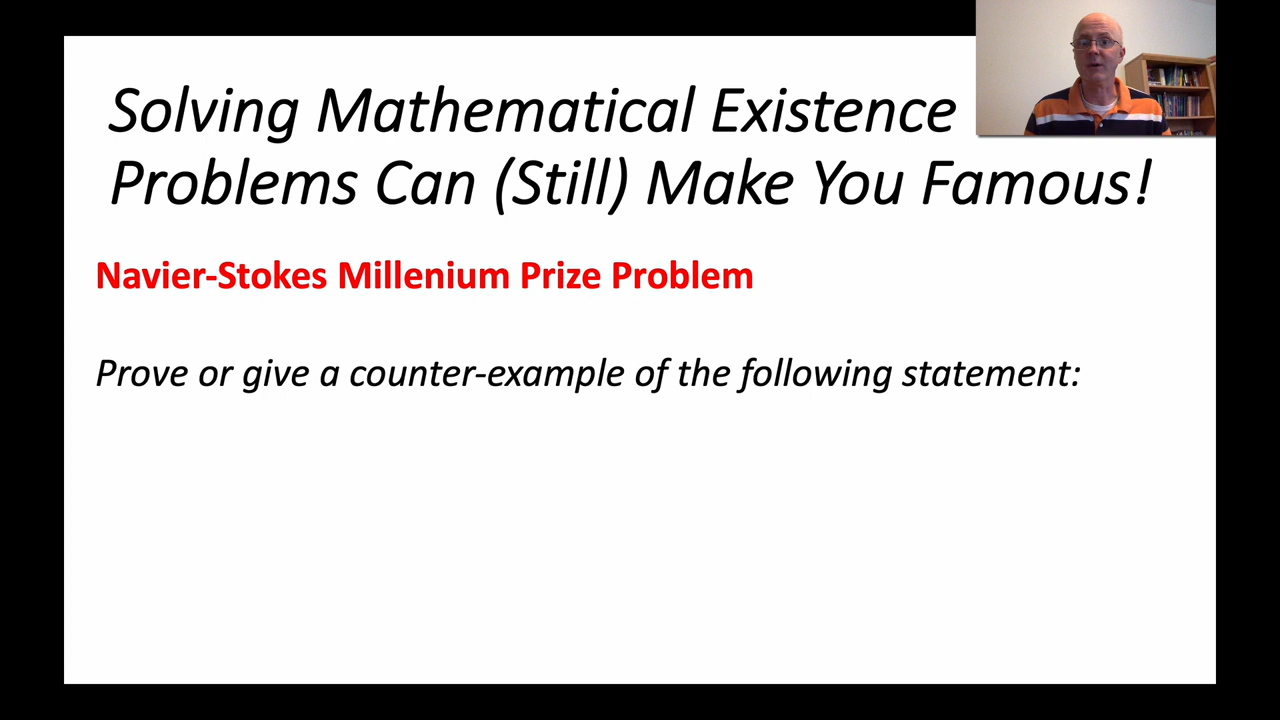 Solving Mathematical Existence
Problems Can (Still) Make You Famous!
Navier-Stokes Millenium Prize Problem
Prove or give a counter-example of the following statement: